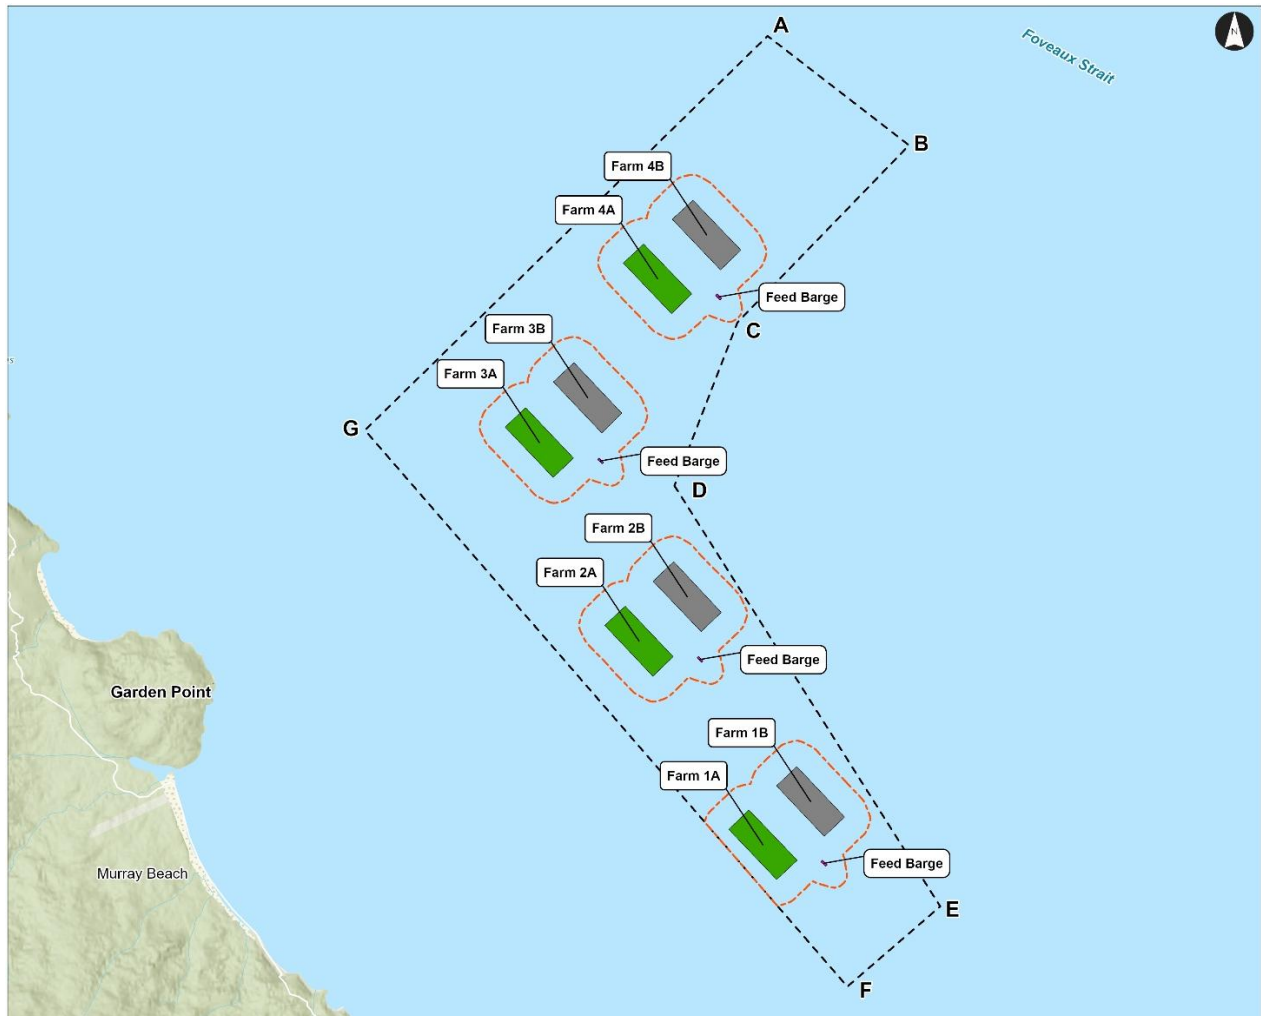 A
Foveaux Strait
N
B
Farm 4B
Farm 4A
Feed Barge
C
Farm 3B
Farm 3A
G
Feed Barge
D
Farm 2B
Farm 2A
Feed Barge
Garden Point
Farm 1B
Farm 1A
Feed Barge
Murray Beach
E
F